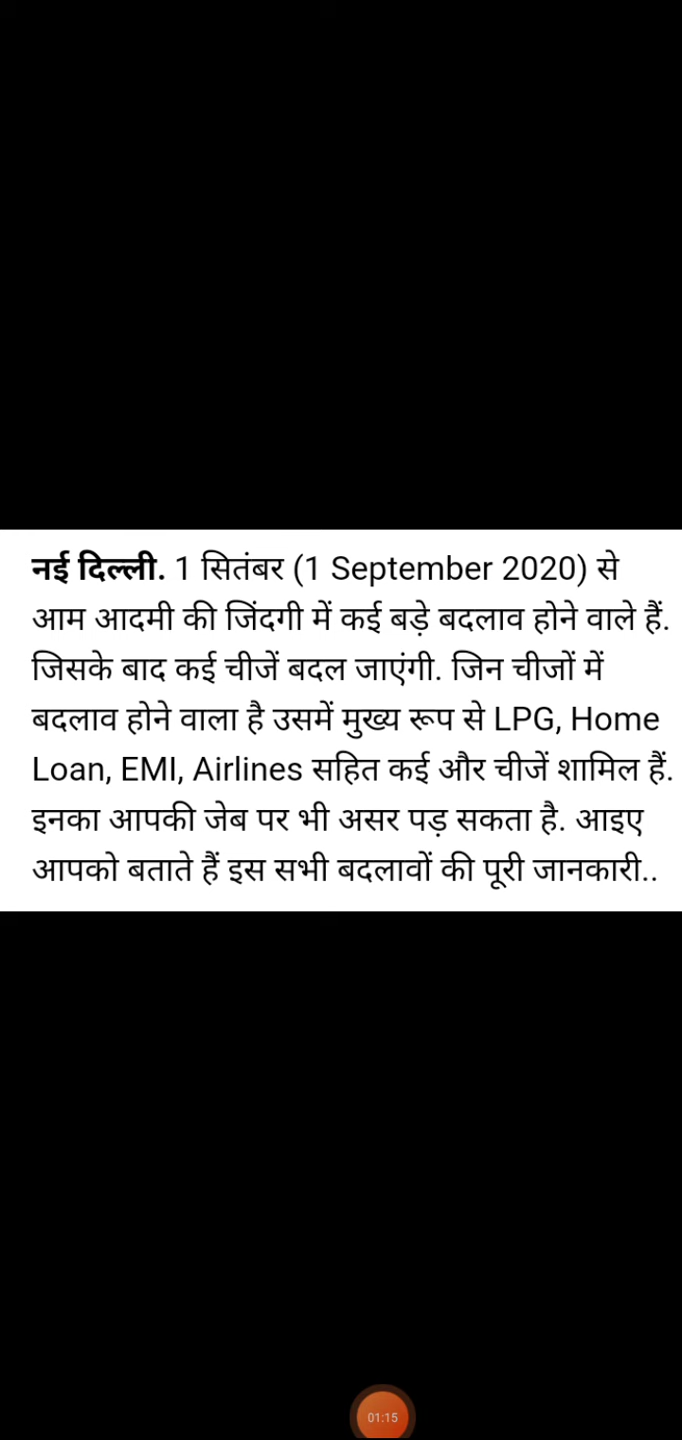 नई दिल्ली. 1 सितंबर (1 September 2020) से
आम आदमी की जिंदगी में कई बड़े बदलाव होने वाले हैं.
जिसके बाद कई चीजें बदल जाएंगी. जिन चीजों में
बदलाव होने वाला है उसमें मुख्य रूप से LPG, Home
Loan, EMI, Airlines सहित कई और चीजें शामिल हैं.
इनका आपकी जेब पर भी असर पड़ सकता है. आइए
आपको बताते हैं इस सभी बदलावों की पूरी जानकारी..
01:15